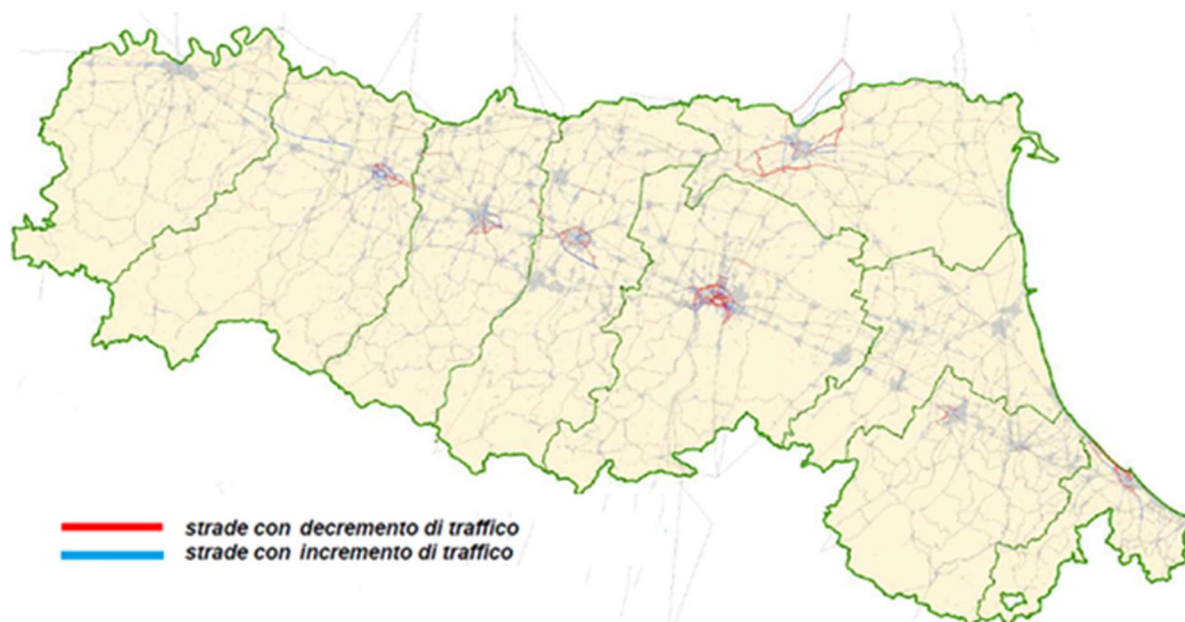 strade con decremento di traffico
strade con incremento di traffico